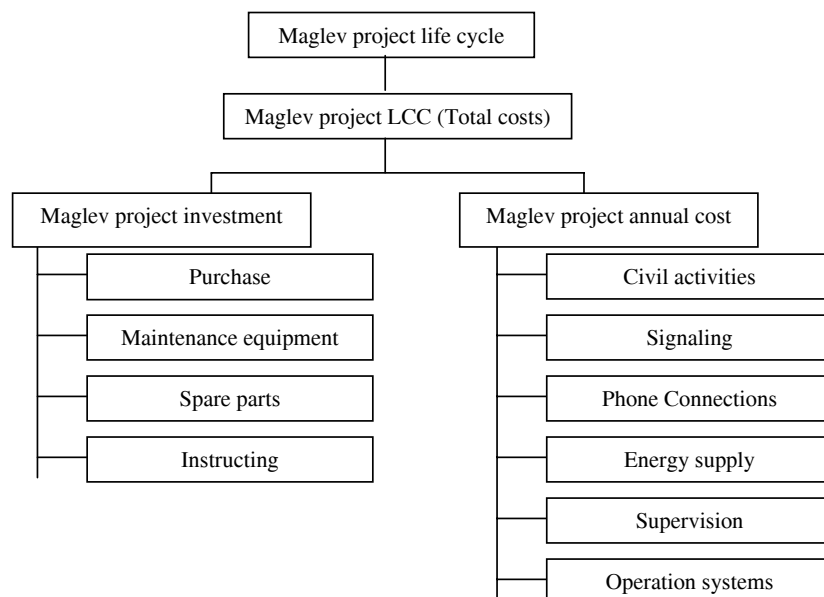 Maglev project life cycle
Maglev project LCC (Total costs)
Maglev project investment
Purchase
Maintenance equipment
Spare parts
Instructing
Maglev project annual cost
Civil activities
Signaling
Phone Connections
Energy supply
Supervision
Operation systems